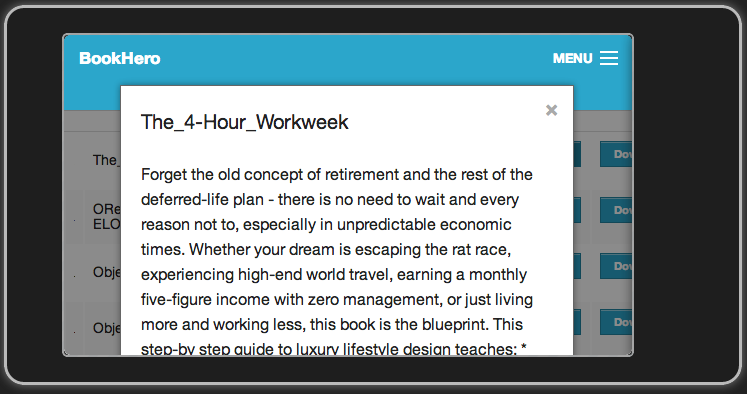 BookHero
MENU
The_4-Hour_Workweek
×
Forget the old concept of retirement and the rest of the
deferred-life plan - there is no need to wait and every
reason not to, especially in unpredictable economic
times. Whether your dream is escaping the rat race,
experiencing high-end world travel, earning a monthly
five-figure income with zero management, or just living
more and working less, this book is the blueprint. This
step-by step guide to luxury lifestyle design teaches: *
The_
Dov
. ORe
ELO
Dov
. Obje
Dov
. Obje
Dov